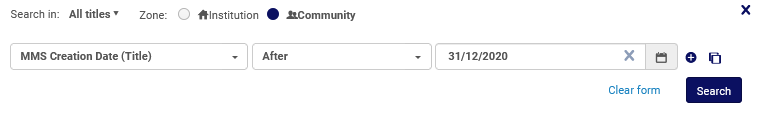 Search in: All titles Zone: Institution Community
MMS Creation Date (Title) After 31/12/2020
Clear form Search